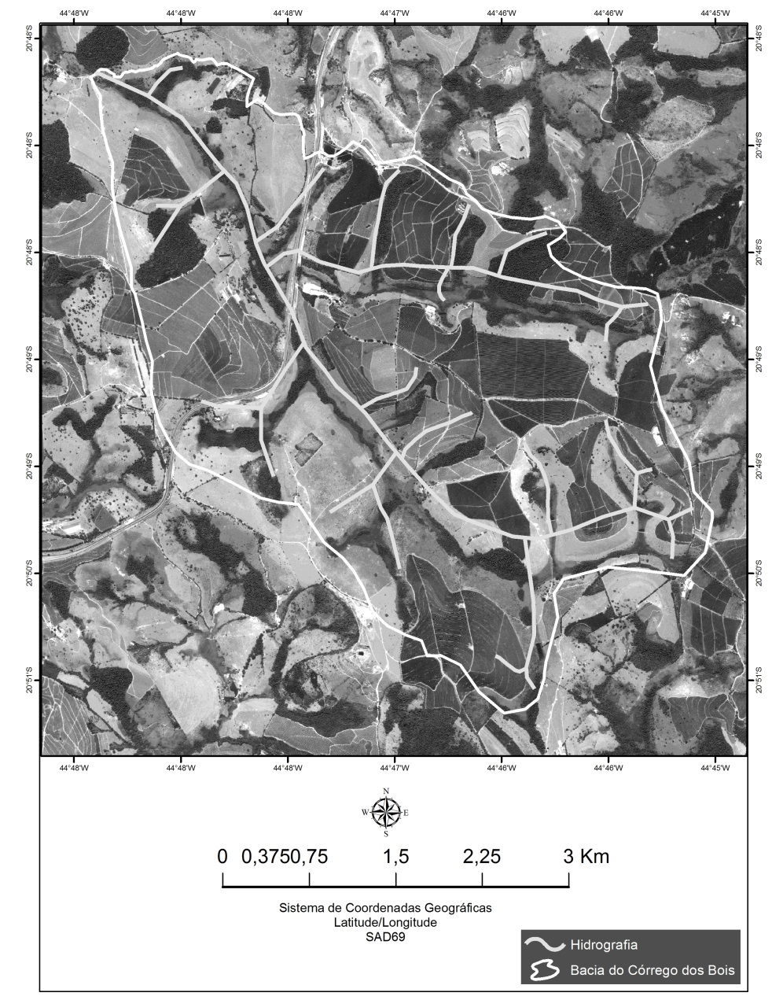 44°48'W 44°48'W 44°48'W 44°47'W 44°46'W 44°46'W 44°45'W
20°48'S 20°48'S
20°48'S 20°48'S
20°48'S 20°48'S
20°49'S 20°49'S
20°49'S 20°49'S
20°50'S 20°50'S
20°51'S 20°51'S
44°48'W 44°48'W 44°48'W 44°47'W 44°46'W 44°46'W 44°45'W
N
W E
S
0 0,3750,75 1,5 2,25 3 Km
Sistema de Coordenadas Geográficas
Latitude/Longitude
SAD69
Hidrografia
Bacia do Córrego dos Bois